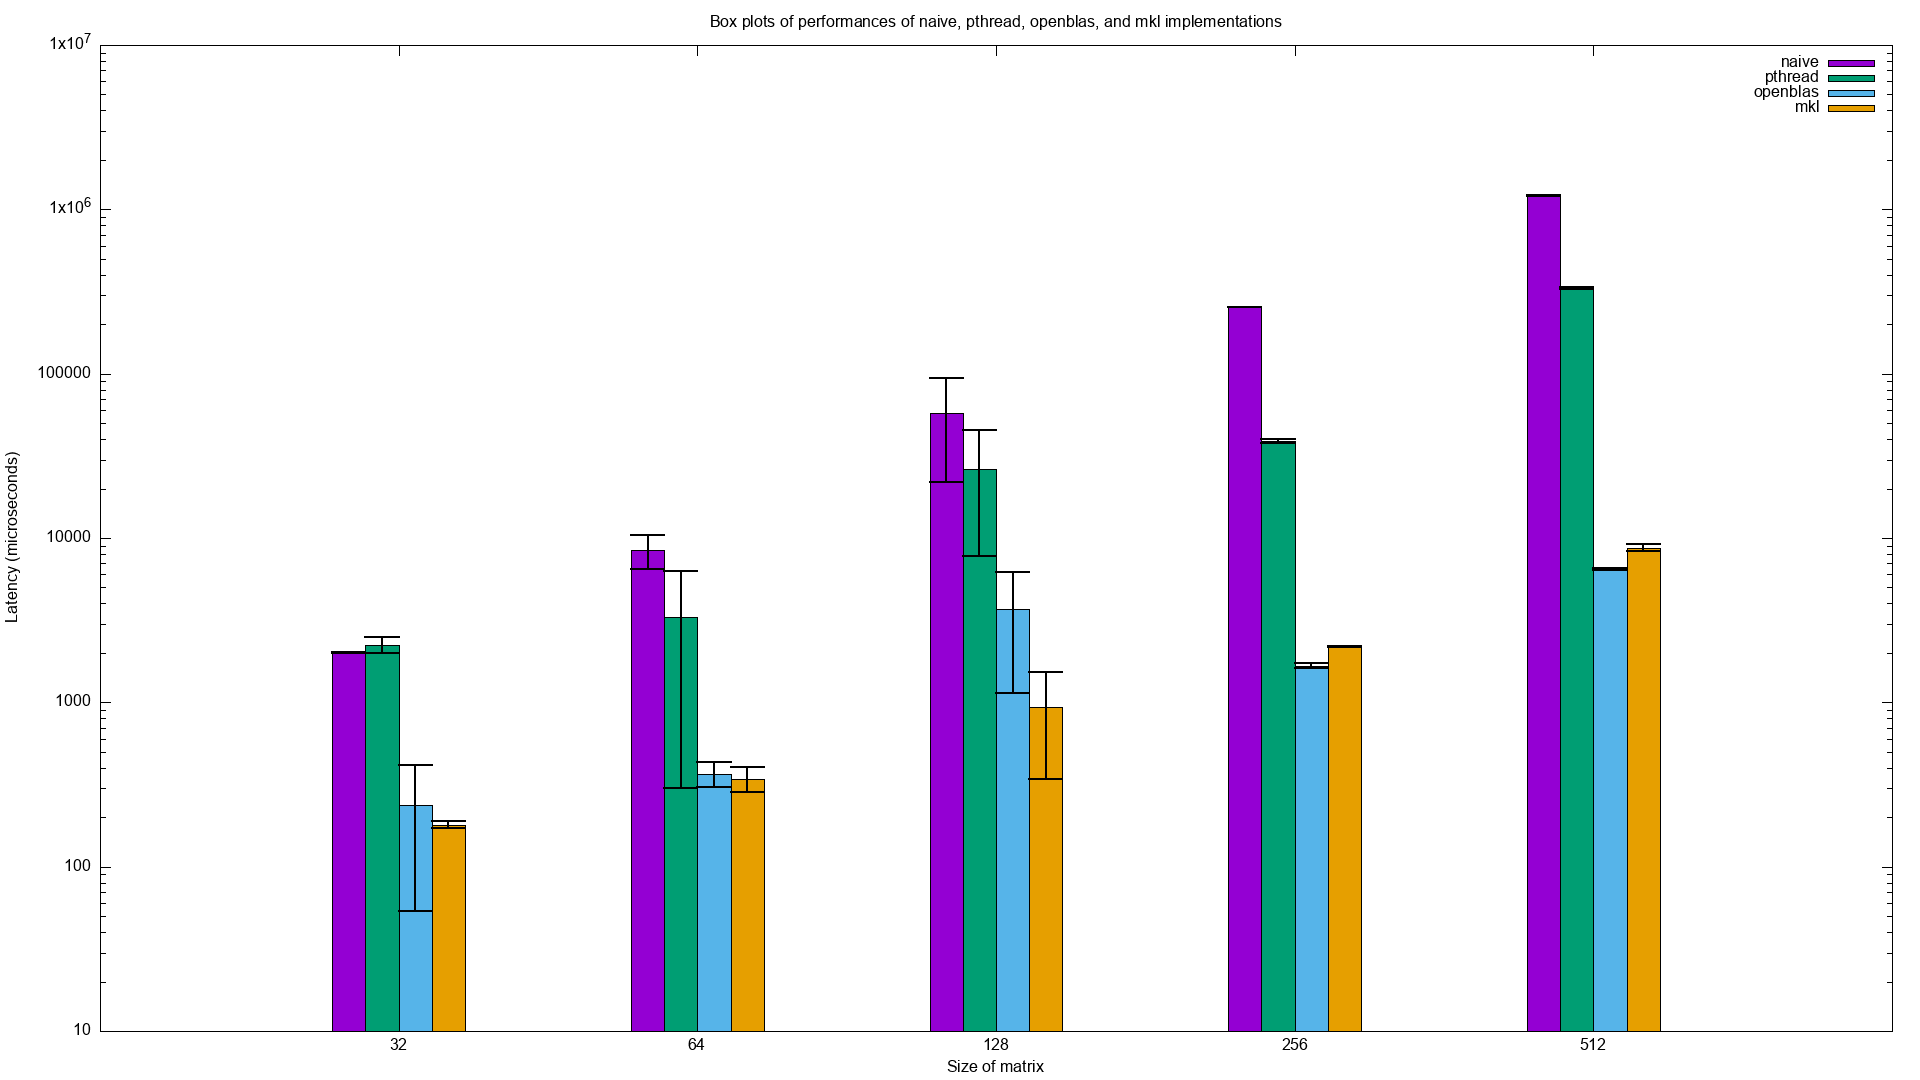 Box plots of performances of naive, pthread, openblas, and mkl implementations
naive
pthread
openblas
mkl
Latency (microseconds)
1x10^7
1x10^6
100000
10000
1000
100
10
32 64 128 256 512
Size of matrix